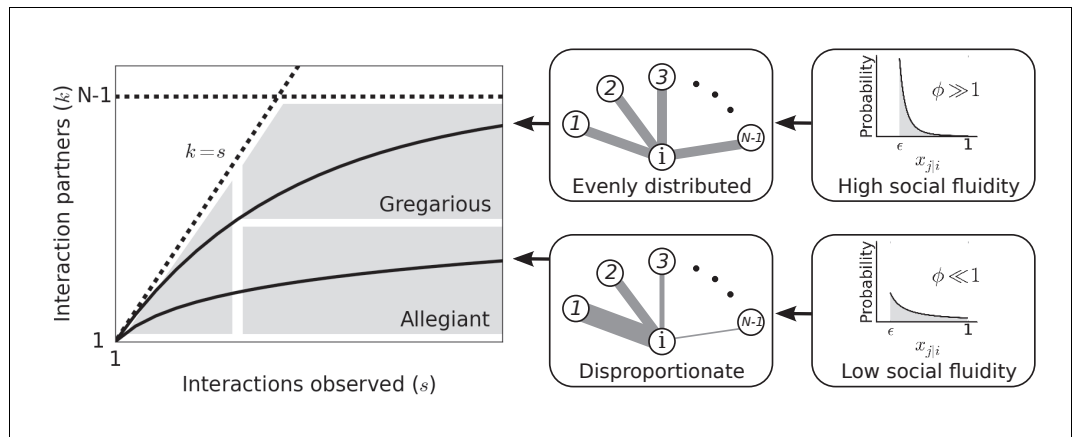 Interaction partners (k)
N-1
k=s
Gregarious
Allegiant
1
1
Interactions observed (s)
1
2
3
N-1
i
Evenly distributed
Probability
ϕ≫1
ϵ
1
x_{j|i}
High social fluidity
1
2
3
N-1
i
Disproportionate
Probability
ϕ≪1
ϵ
1
x_{j|i}
Low social fluidity